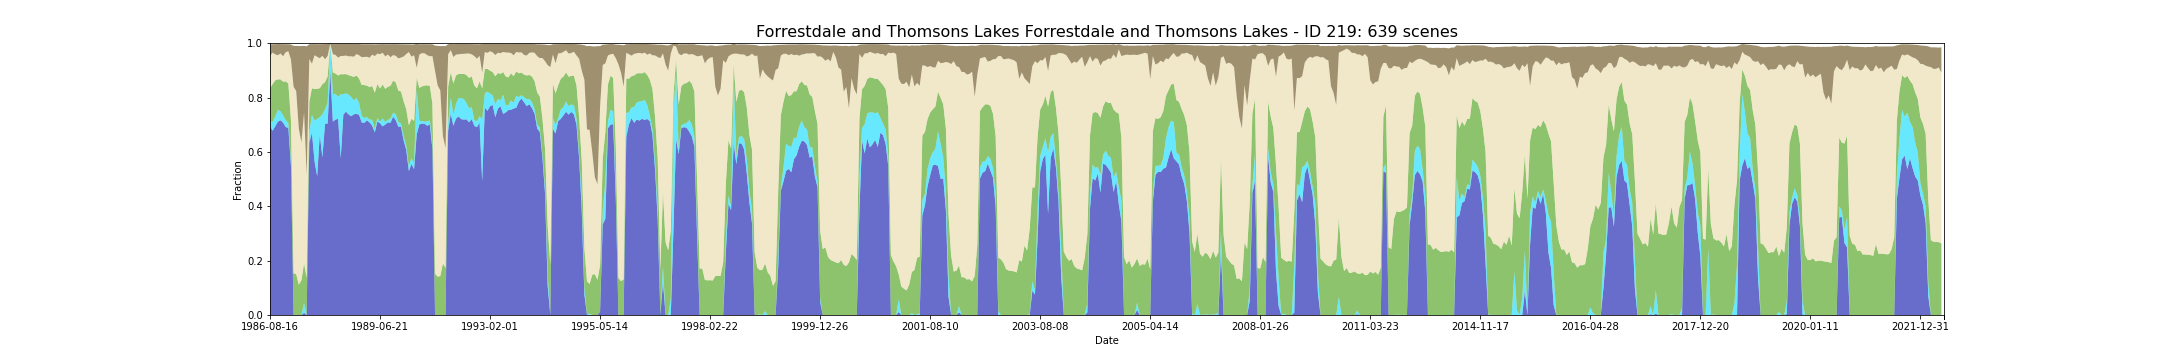 Forrestdale and Thomsons Lakes Forrestdale and Thomsons Lakes - ID 219: 639 scenes
1.0
0.8
0.6
0.4
0.2
0.0
Fraction
1986-08-16 1989-06-21 1993-02-01 1995-05-14 1998-02-22 1999-12-26 2001-08-10 2003-08-08 2005-04-14 2008-01-26 2011-03-23 2014-11-17 2016-04-28 2017-12-20 2020-01-11 2021-12-31
Date